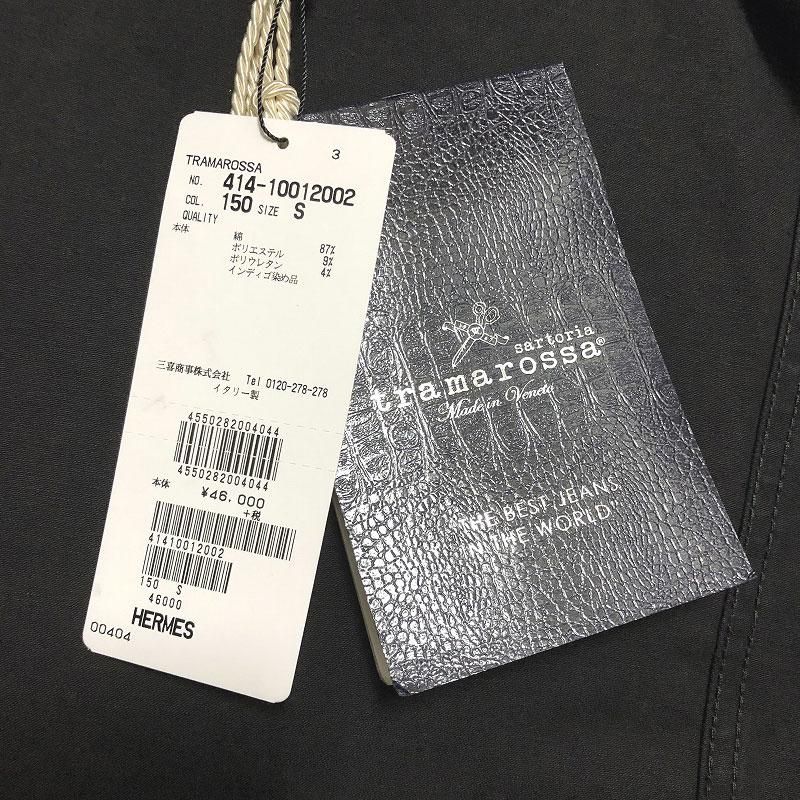 TRAMAROSSA
3
NO. 414-10012002
COL. 150 SIZE S
QUALITY
本体 綿 87%
ポリエステル 9%
ポリウレタン 4%
インディゴ染め品
三喜商事株式会社 Tel 0120-278-278
イタリー製
4550282004044
4550282004044
本体 ¥46.000
+税
41410012002
150 S
46000
HERMES
00404
sartoria
tramarossa®
Made in Veneto
THE BEST JEANS
IN THE WORLD